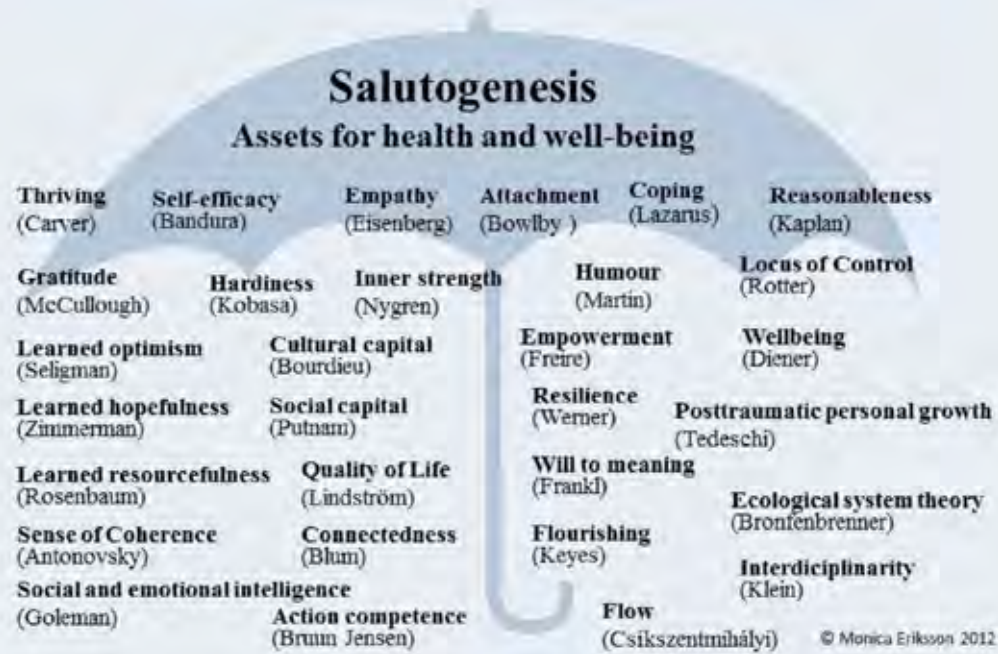 Salutogenesis
Assets for health and well-being
Thriving
(Carver)
Self-efficacy
(Bandura)
Empathy
(Eisenberg)
Attachment
(Bowlby )
Coping
(Lazarus)
Reasonableness
(Kaplan)
Gratitude
(McCullough)
Hardiness
(Kobasa)
Inner strength
(Nygren)
Humour
(Martin)
Locus of Control
(Rotter)
Learned optimism
(Seligman)
Cultural capital
(Bourdieu)
Empowerment
(Freire)
Wellbeing
(Diener)
Learned hopefulness
(Zimmerman)
Social capital
(Putnam)
Resilience
(Werner)
Posttraumatic personal growth
(Tedeschi)
Learned resourcefulness
(Rosenbaum)
Quality of Life
(Lindström)
Will to meaning
(Frankl)
Ecological system theory
(Bronfenbrenner)
Sense of Coherence
(Antonovsky)
Connectedness
(Blum)
Flourishing
(Keyes)
Interdiciplinarity
(Klein)
Social and emotional intelligence
(Goleman)
Action competence
(Bruun Jensen)
Flow
(Csíkszentmihályi)
© Monica Eriksson 2012